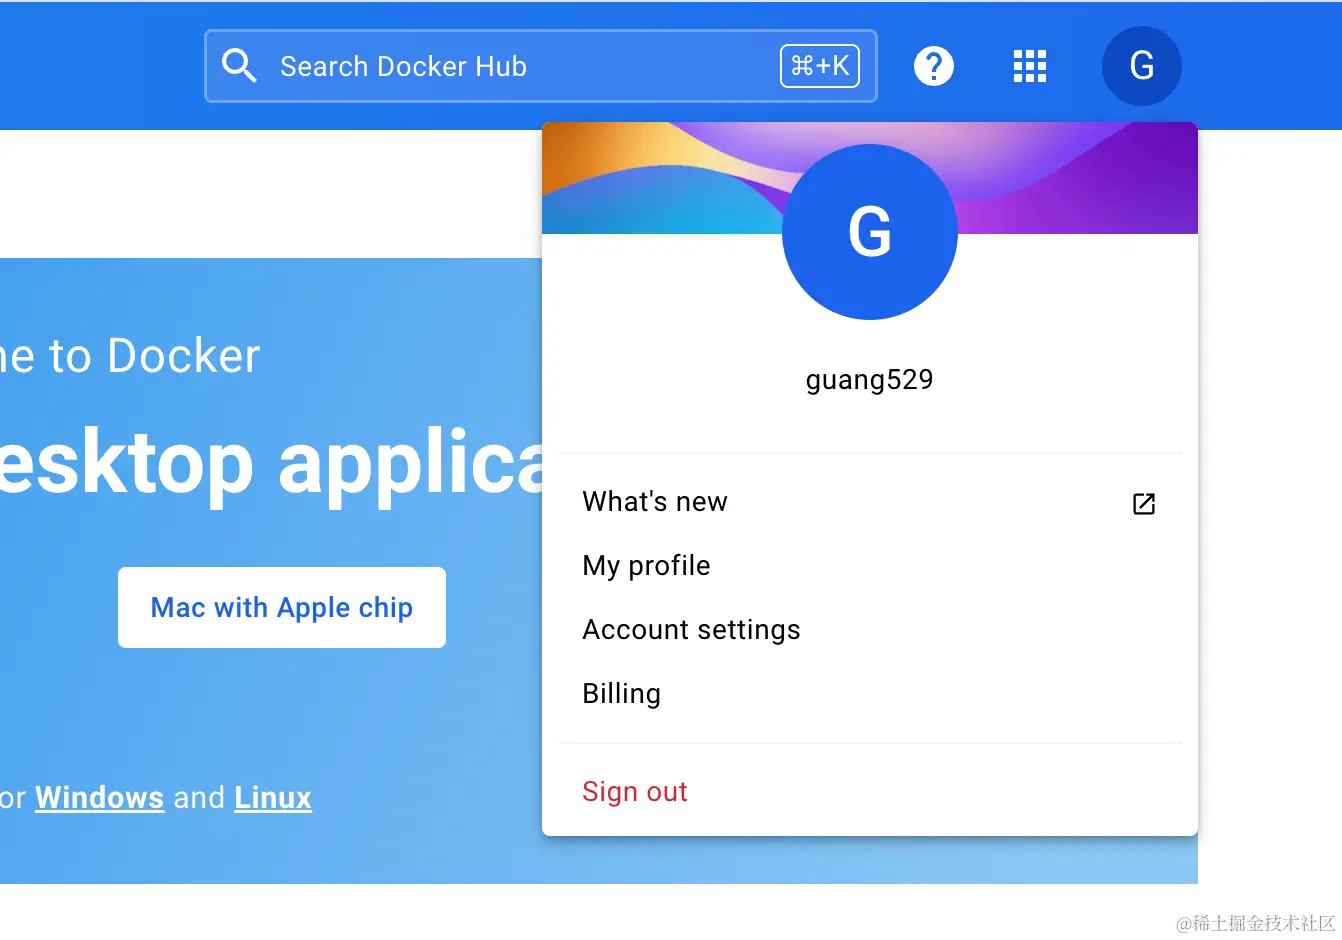 Search Docker Hub
⌘+K
G
G
guang529
ne to Docker
esktop applica
What's new
My profile
Mac with Apple chip
Account settings
Billing
Sign out
or Windows and Linux
@稀土掘金技术社区